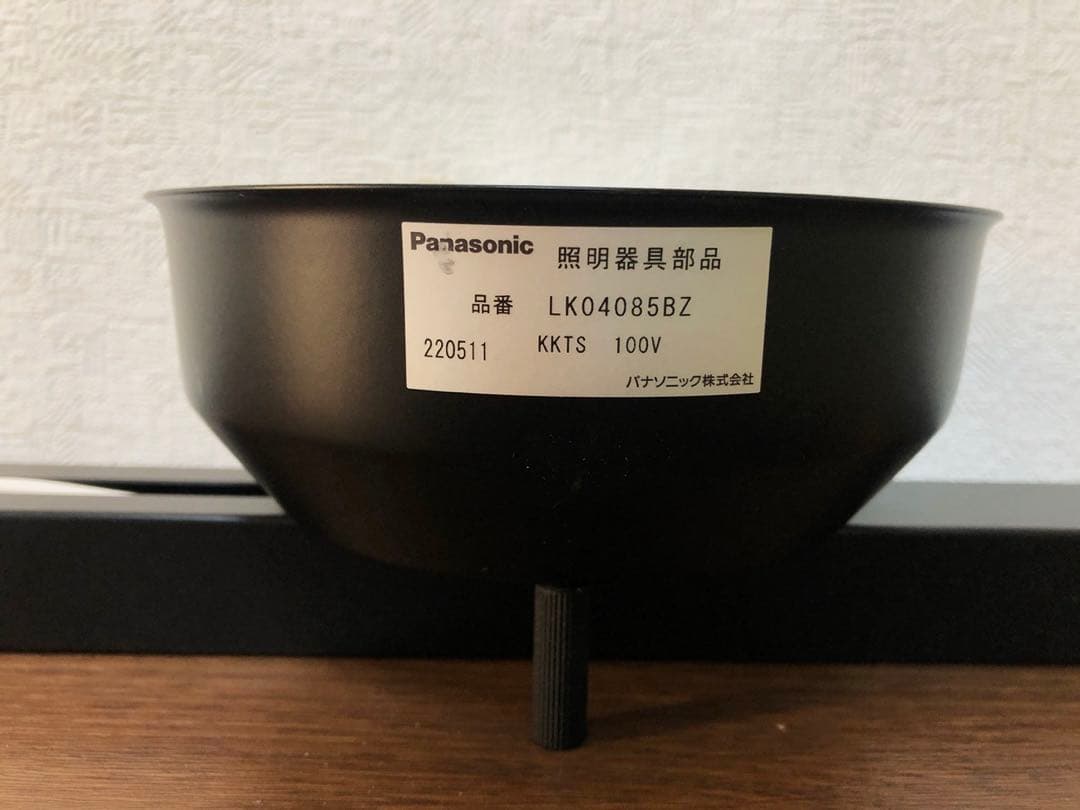 Panasonic 照明器具部品
品番 LK04085BZ
220511 KKTS 100V
パナソニック株式会社